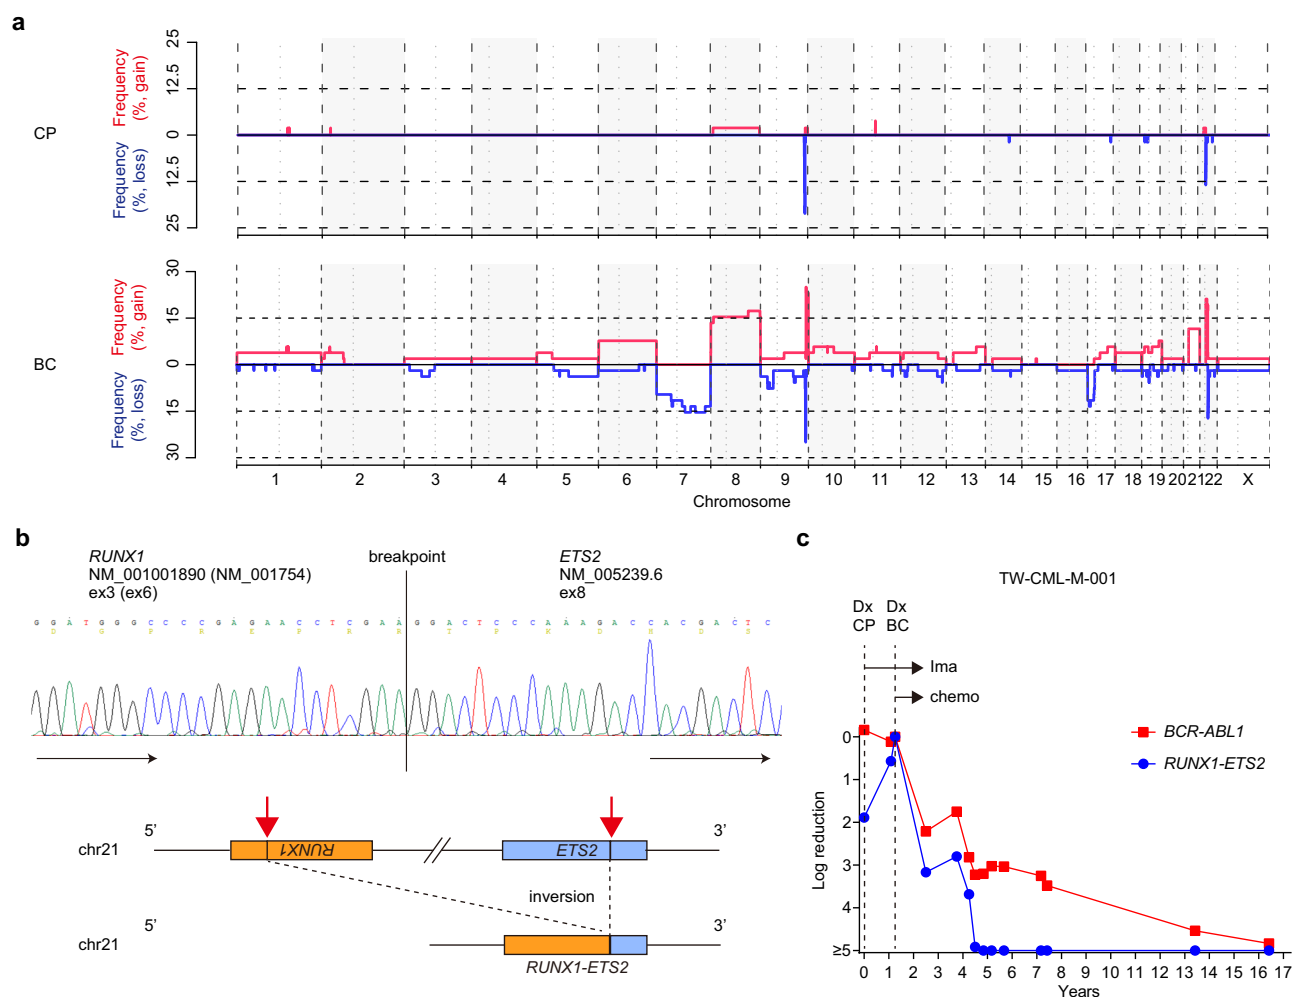 a
25
12.5
0
12.5
25
Frequency
(%, gain)
Frequency
(%, loss)
CP
30
15
0
15
30
Frequency
(%, gain)
Frequency
(%, loss)
BC
1 2 3 4 5 6 7 8 9 10 11 12 13 14 15 16 17 18 19 20 21 22 X
Chromosome
b
RUNX1
NM_001001890 (NM_001754)
ex3 (ex6)
breakpoint
ETS2
NM_005239.6
ex8
G G A T G G G C C C C G A G A A C C T C G A A G G A C T C C C A A A G A C C A C G A C T C
D G P R E P R R T P K D H D S
5’ 3’
chr21 RUNX1 ETS2
inversion
5’ 3’
chr21
RUNX1-ETS2
c
TW-CML-M-001
Dx Dx
CP BC
Ima
chemo
BCR-ABL1
RUNX1-ETS2
Log reduction
0
1
2
3
4
≥5
0 1 2 3 4 5 6 7 8 9 10 11 12 13 14 15 16 17
Years